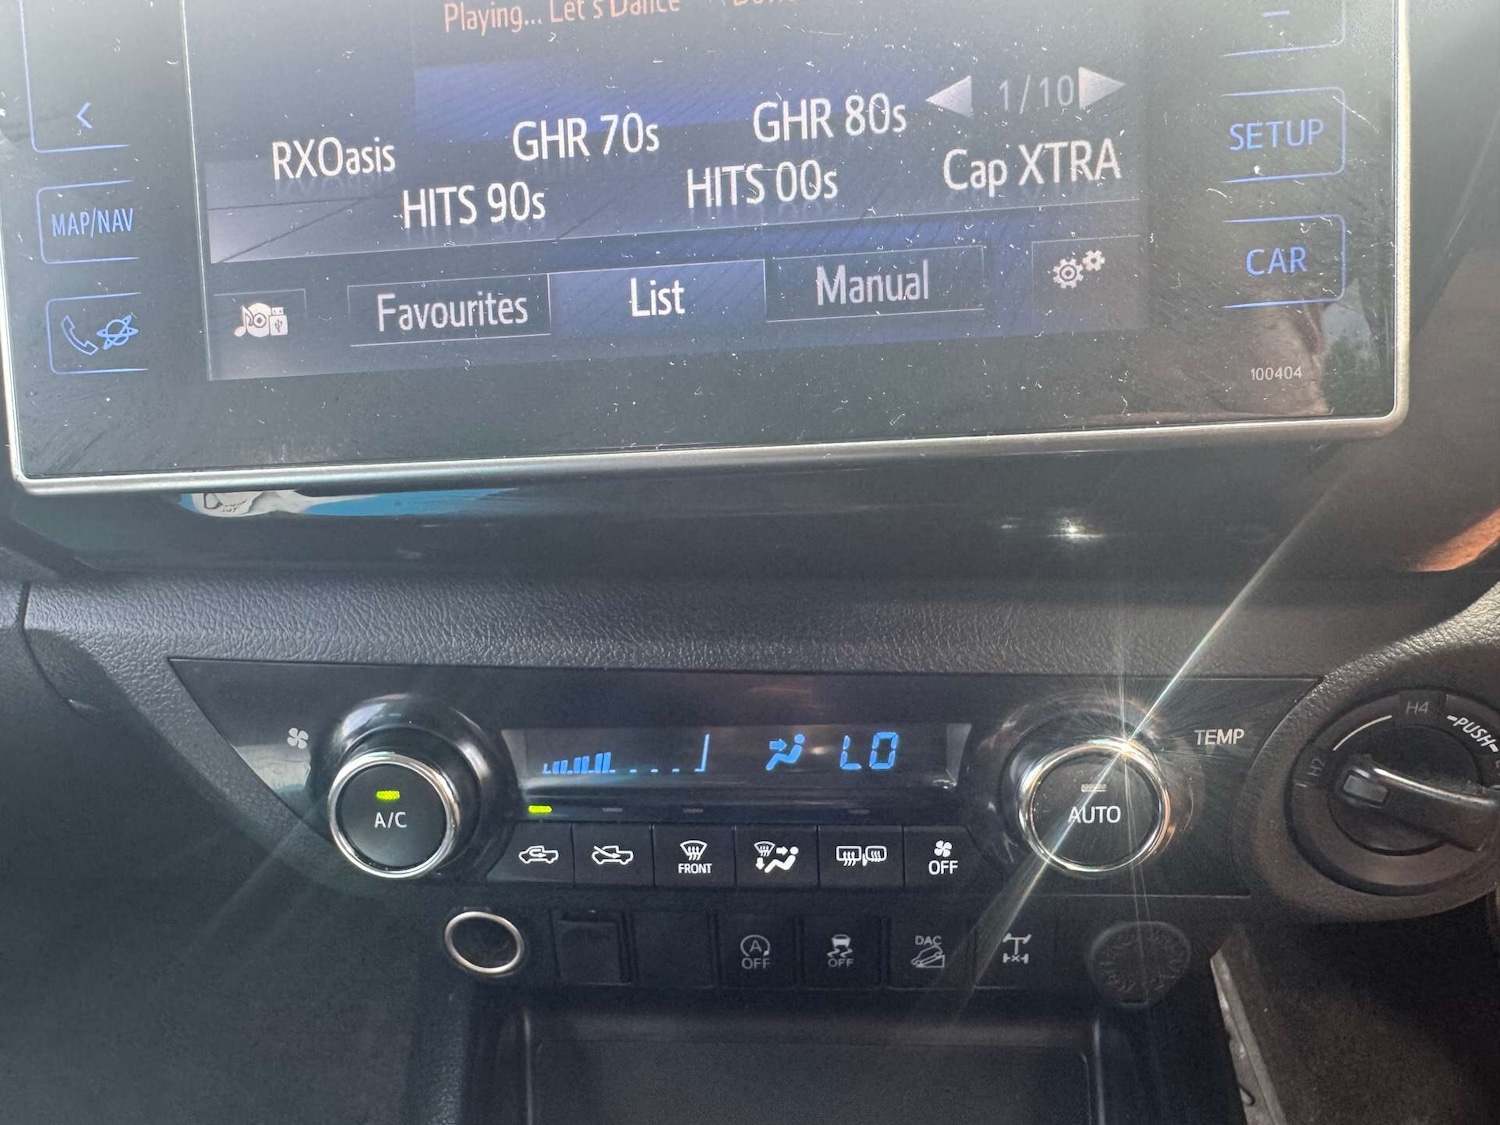 Playing... Let's Dance
RXOasis
GHR 70s
GHR 80s
1/10
HITS 90s
HITS 00s
Cap XTRA
Favourites
List
Manual
MAP/NAV
SETUP
CAR
100404
A/C
LO
AUTO
TEMP
FRONT
OFF
A
OFF
OFF
DAC
H2
H4
PUSH